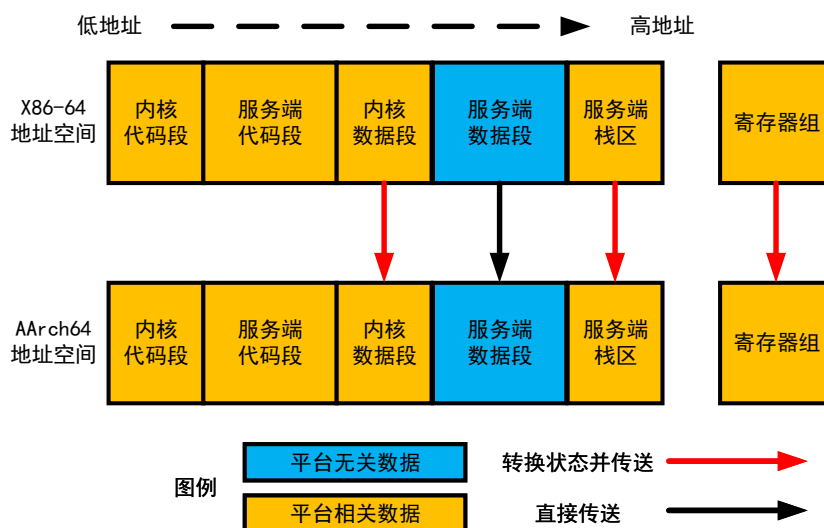 低地址
高地址
X86-64
地址空间
内核
代码段
服务端
代码段
内核
数据段
服务端
数据段
服务端
栈区
寄存器组
AArch64
地址空间
内核
代码段
服务端
代码段
内核
数据段
服务端
数据段
服务端
栈区
寄存器组
图例
平台无关数据
转换状态并传送
平台相关数据
直接传送